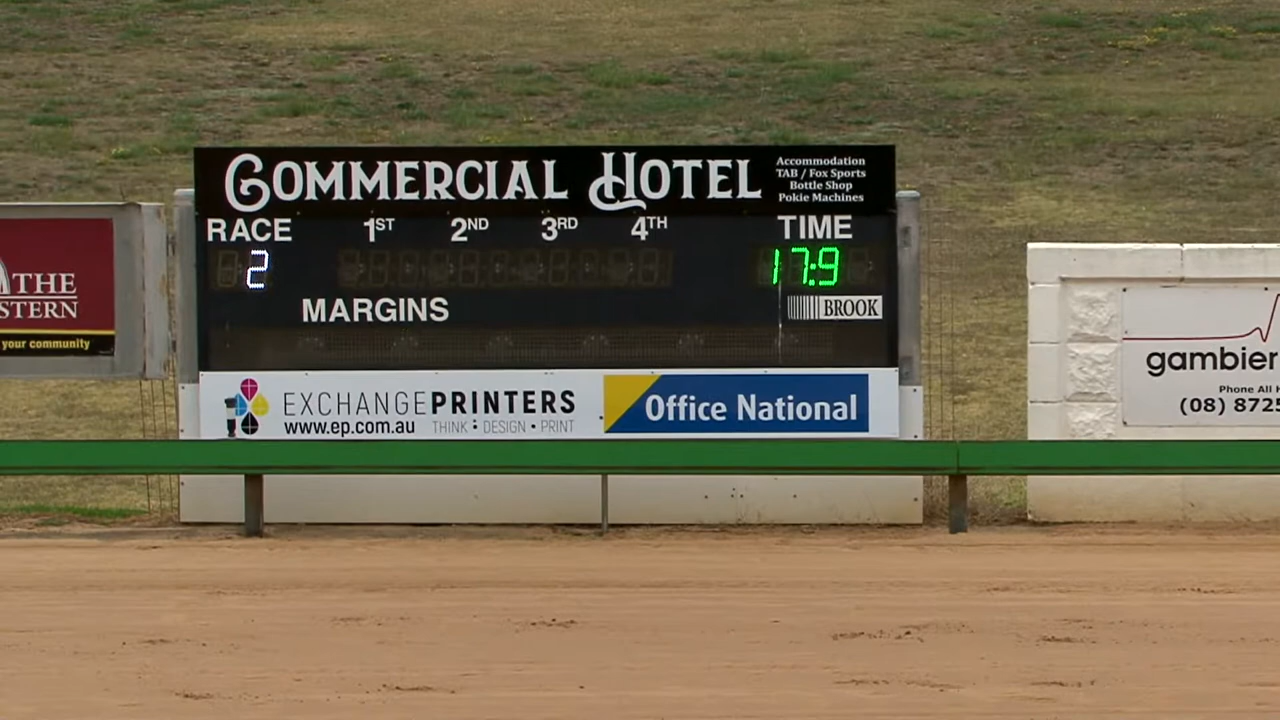 COMMERCIAL HOTEL
Accommodation
TAB / Fox Sports
Bottle Shop
Pokie Machines
RACE 1ST 2ND 3RD 4TH TIME
2 17:9
MARGINS BROOK
THE
STERN
your community
EXCHANGEPRINTERS
www.ep.com.au THINK : DESIGN • PRINT
Office National
gambier
Phone All H
(08) 8725